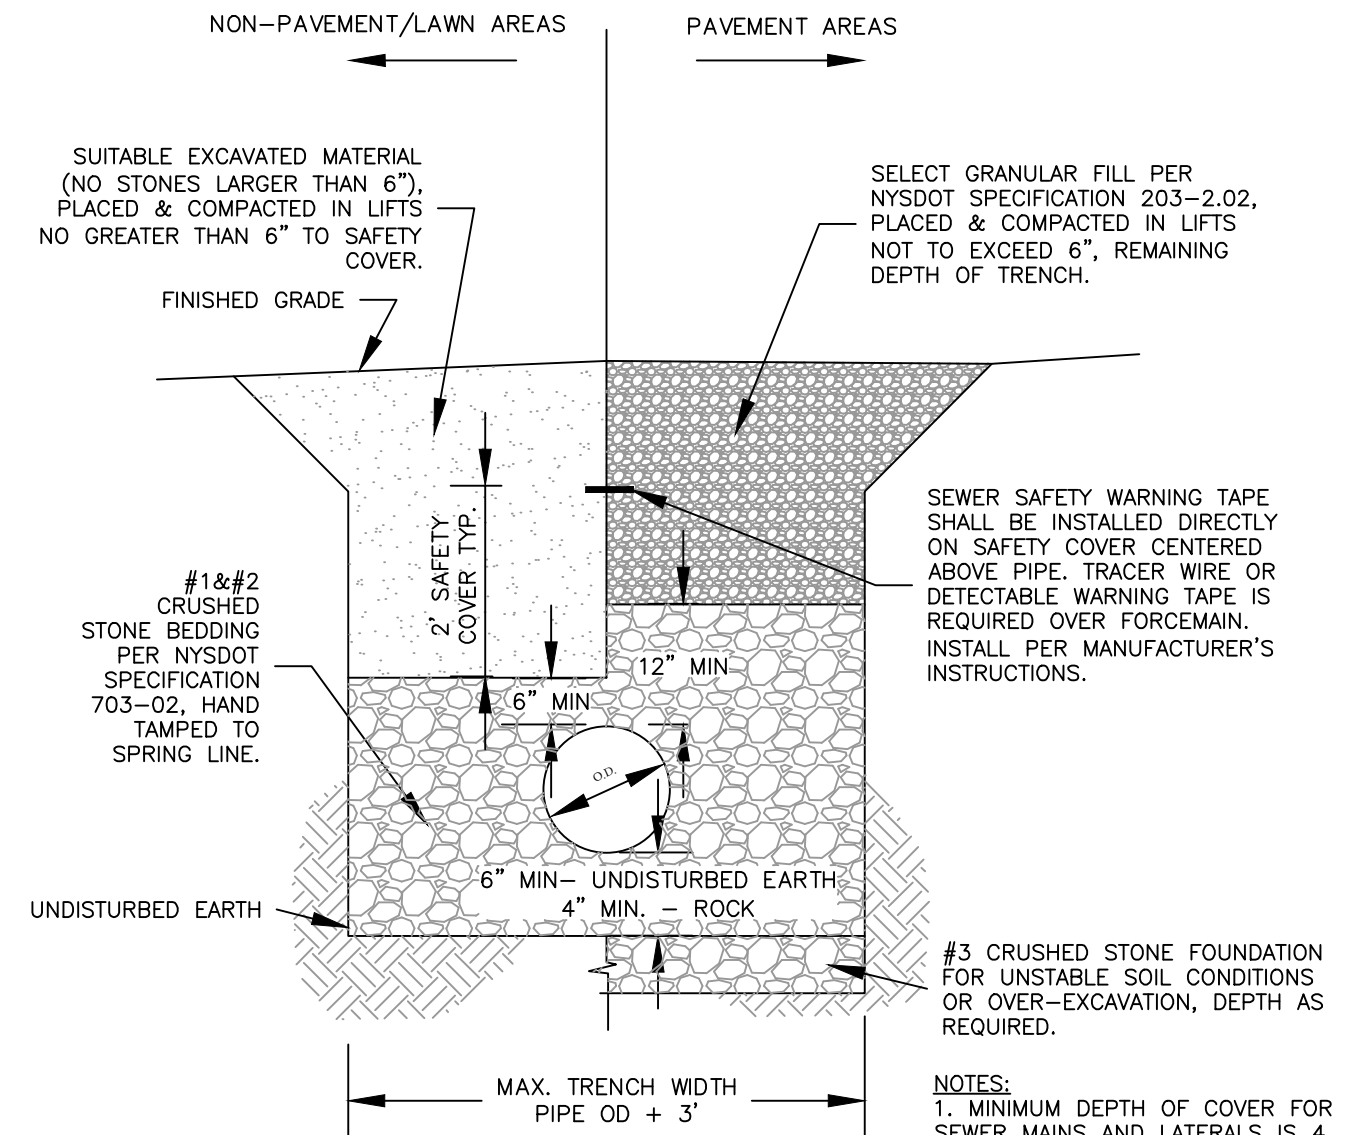 NON-PAVEMENT/LAWN AREAS
PAVEMENT AREAS
SUITABLE EXCAVATED MATERIAL
(NO STONES LARGER THAN 6"),
PLACED & COMPACTED IN LIFTS
NO GREATER THAN 6" TO SAFETY
COVER.
FINISHED GRADE
SELECT GRANULAR FILL PER
NYSDOT SPECIFICATION 203-2.02,
PLACED & COMPACTED IN LIFTS
NOT TO EXCEED 6", REMAINING
DEPTH OF TRENCH.
2' SAFETY
COVER TYP.
SEWER SAFETY WARNING TAPE
SHALL BE INSTALLED DIRECTLY
ON SAFETY COVER CENTERED
ABOVE PIPE. TRACER WIRE OR
DETECTABLE WARNING TAPE IS
REQUIRED OVER FORCEMAIN.
INSTALL PER MANUFACTURER'S
INSTRUCTIONS.
#1&#2
CRUSHED
STONE BEDDING
PER NYSDOT
SPECIFICATION
703-02, HAND
TAMPED TO
SPRING LINE.
12" MIN
6" MIN
O.D.
6" MIN- UNDISTURBED EARTH
4" MIN. - ROCK
UNDISTURBED EARTH
#3 CRUSHED STONE FOUNDATION
FOR UNSTABLE SOIL CONDITIONS
OR OVER-EXCAVATION, DEPTH AS
REQUIRED.
MAX. TRENCH WIDTH
PIPE OD + 3'
NOTES:
1. MINIMUM DEPTH OF COVER FOR
SEWER MAINS AND LATERALS IS 4